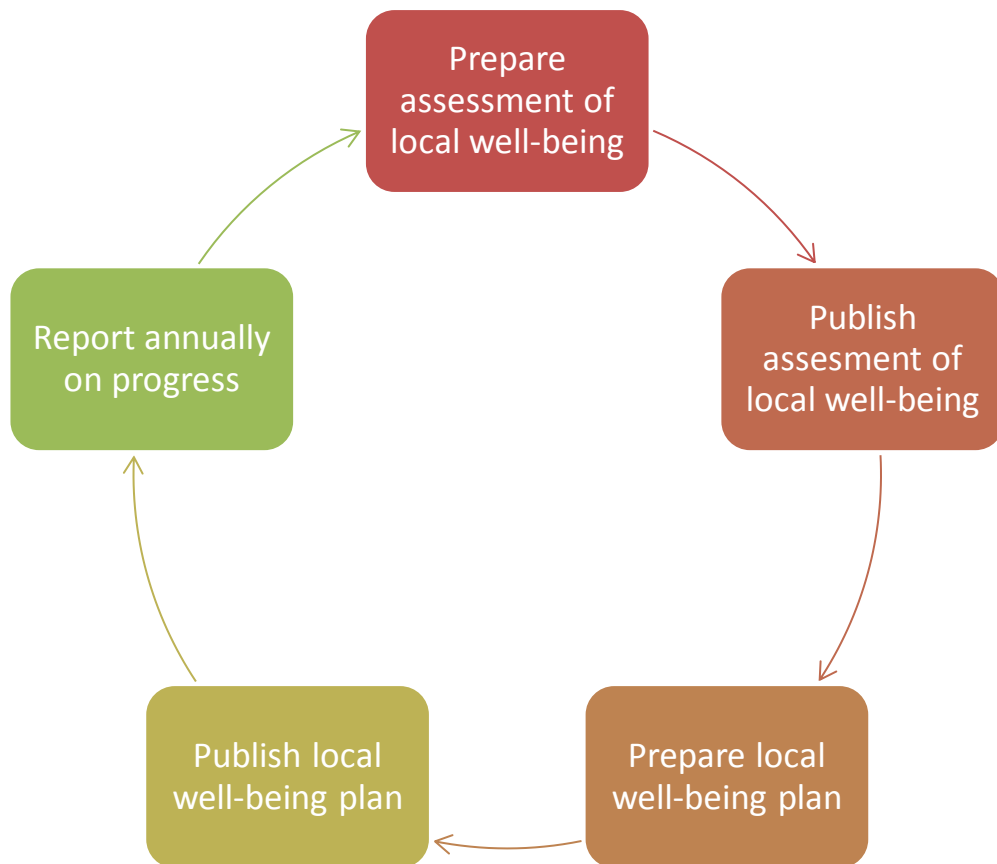 Prepare
assessment of
local well-being
Publish
assesment of
local well-being
Prepare local
well-being plan
Publish local
well-being plan
Report annually
on progress